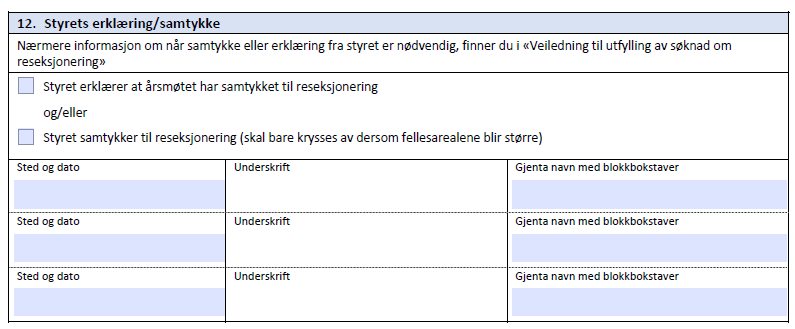 12. Styrets erklæring/samtykke
Nærmere informasjon om når samtykke eller erklæring fra styret er nødvendig, finner du i «Veiledning til utfylling av søknad om
reseksjonering»
Styret erklærer at årsmøtet har samtykket til reseksjonering
og/eller
Styret samtykker til reseksjonering (skal bare krysses av dersom fellesarealene blir større)
Sted og dato Underskrift Gjenta navn med blokkbokstaver
Sted og dato Underskrift Gjenta navn med blokkbokstaver
Sted og dato Underskrift Gjenta navn med blokkbokstaver